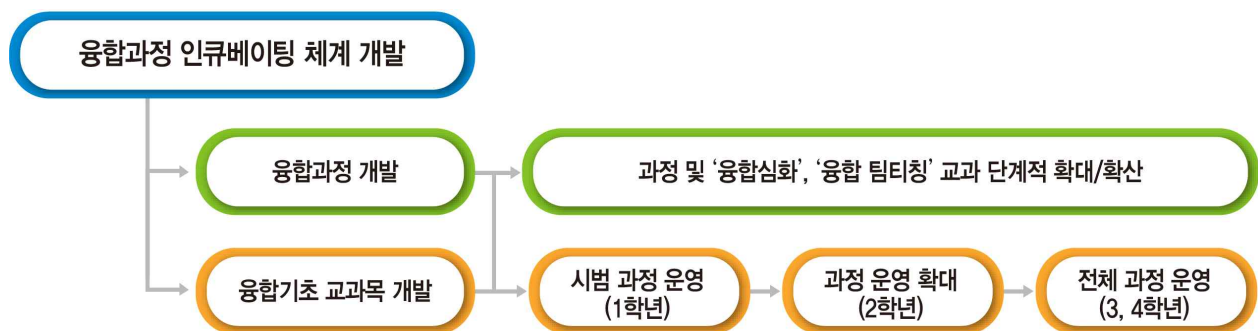 융합과정 인큐베이팅 체계 개발
융합과정 개발
과정 및 ‘융합심화’, ‘융합 팀티칭’ 교과 단계적 확대/확산
융합기초 교과목 개발
시범 과정 운영
(1학년)
과정 운영 확대
(2학년)
전체 과정 운영
(3, 4학년)